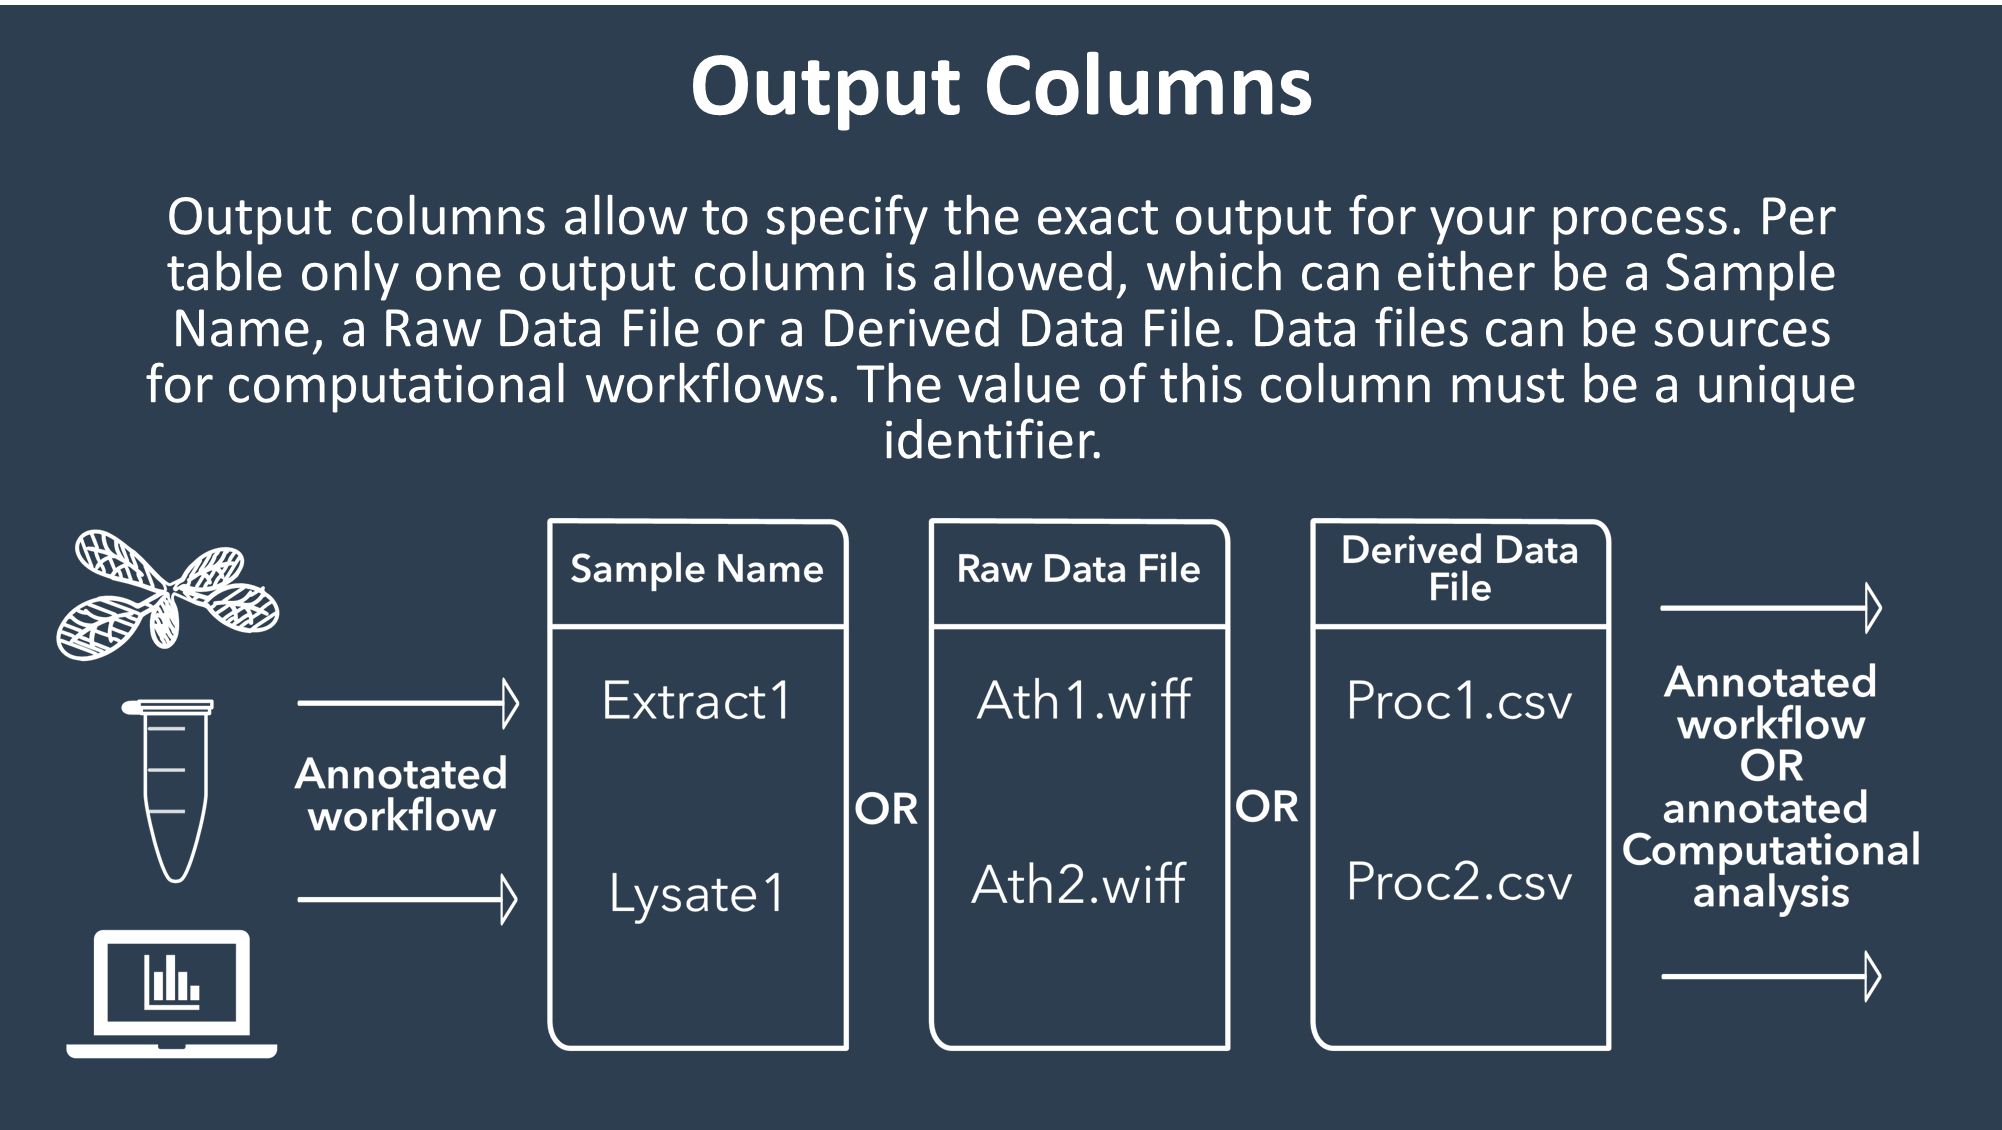 Output Columns
Output columns allow to specify the exact output for your process. Per
table only one output column is allowed, which can either be a Sample
Name, a Raw Data File or a Derived Data File. Data files can be sources
for computational workflows. The value of this column must be a unique
identifier.
Annotated
workflow
Sample Name
Extract1
Lysate1
OR
Raw Data File
Ath1.wiff
Ath2.wiff
OR
Derived Data
File
Proc1.csv
Proc2.csv
Annotated
workflow
OR
annotated
Computational
analysis